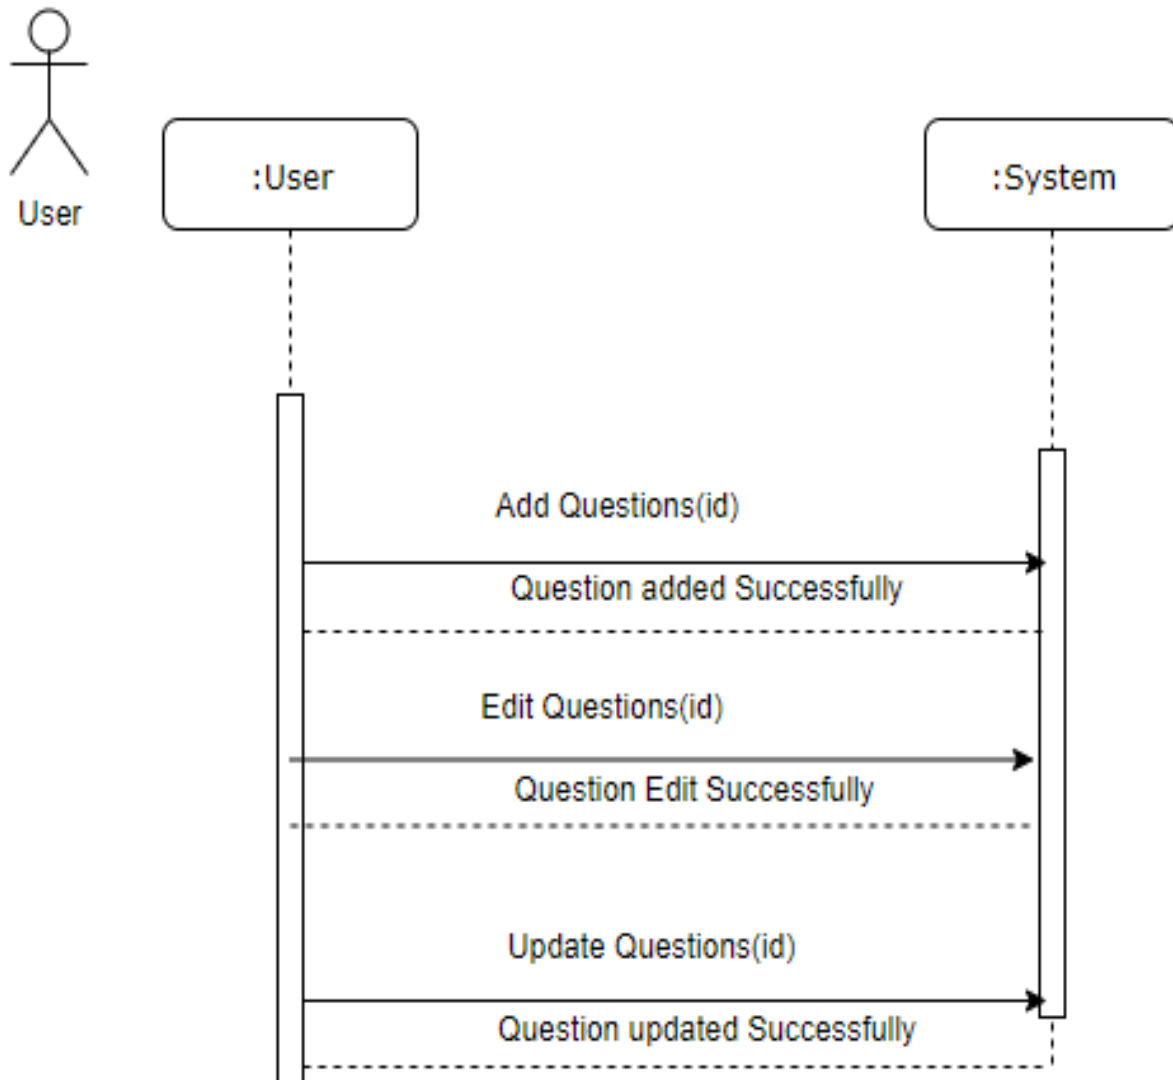 :User
:System
User
Add Questions(id)
Question added Successfully
Edit Questions(id)
Question Edit Successfully
Update Questions(id)
Question updated Successfully